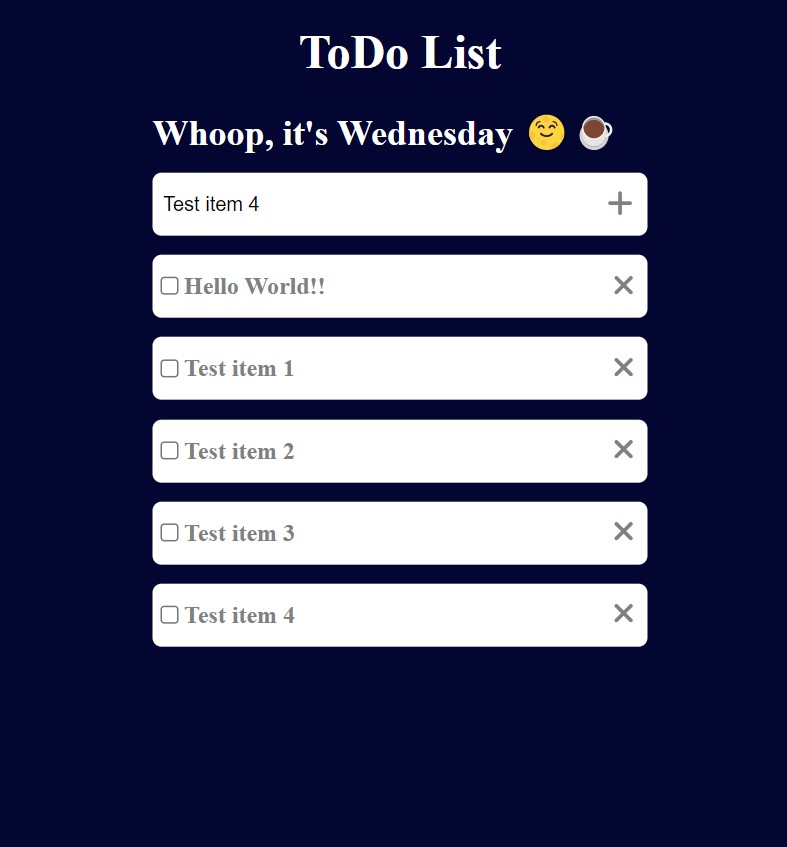 ToDo List
Whoop, it's Wednesday 😊 ☕
Test item 4
Hello World!!
Test item 1
Test item 2
Test item 3
Test item 4